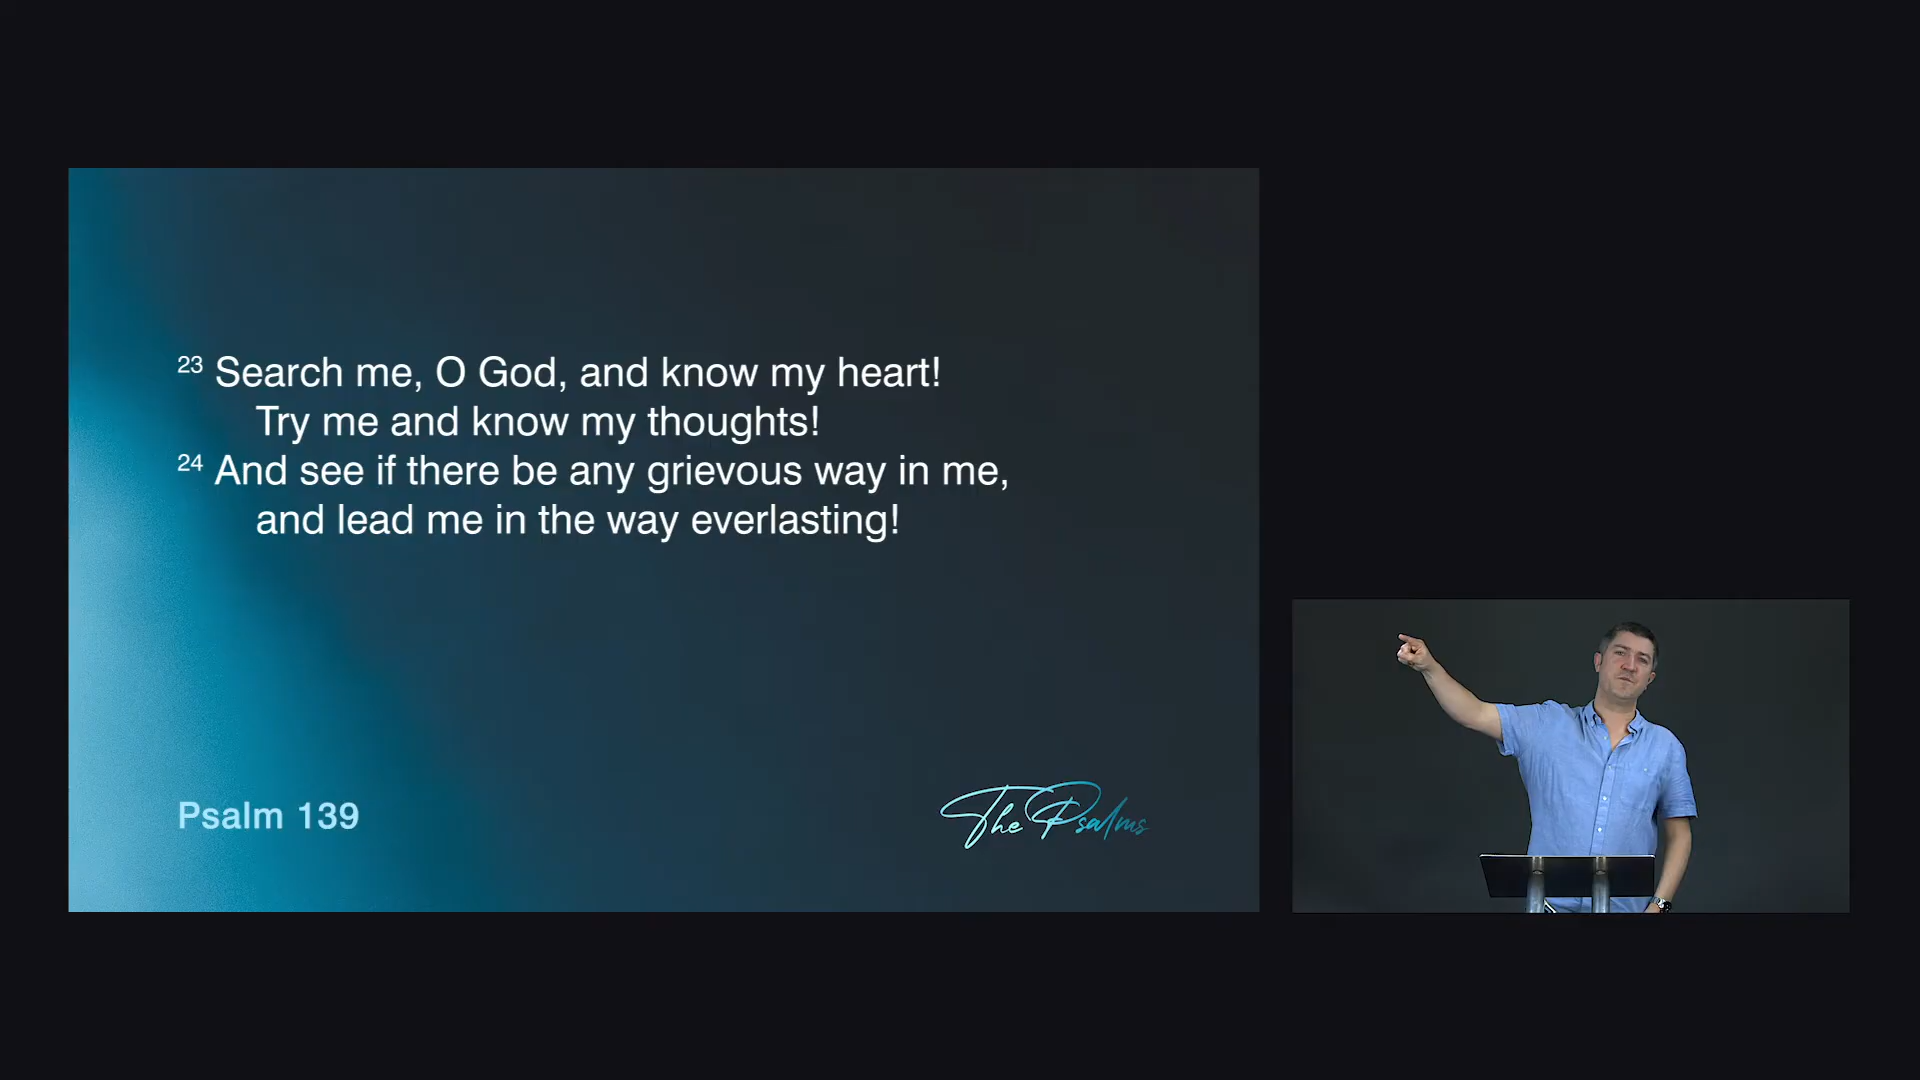 23 Search me, O God, and know my heart!
Try me and know my thoughts!
24 And see if there be any grievous way in me,
and lead me in the way everlasting!
Psalm 139
The Psalms